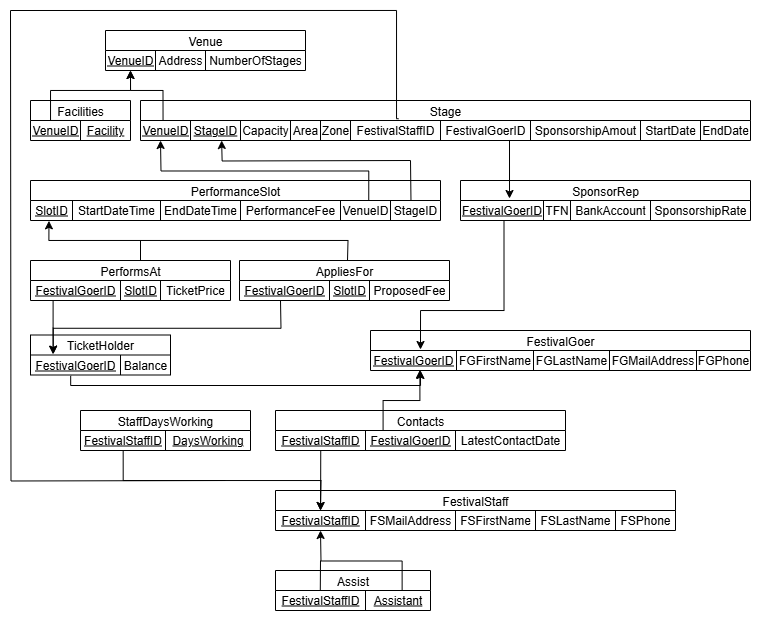 Venue
VenueID Address NumberOfStages
Facilities
VenueID Facility
Stage
VenueID StageID Capacity Area Zone FestivalStaffID FestivalGoerID SponsorshipAmout StartDate EndDate
PerformanceSlot
SlotID StartDateTime EndDateTime PerformanceFee VenueID StageID
SponsorRep
FestivalGoerID TFN BankAccount SponsorshipRate
PerformsAt
FestivalGoerID SlotID TicketPrice
AppliesFor
FestivalGoerID SlotID ProposedFee
TicketHolder
FestivalGoerID Balance
FestivalGoer
FestivalGoerID FGFirstName FGLastName FGMailAddress FGPhone
StaffDaysWorking
FestivalStaffID DaysWorking
Contacts
FestivalStaffID FestivalGoerID LatestContactDate
FestivalStaff
FestivalStaffID FSMailAddress FSFirstName FSLastName FSPhone
Assist
FestivalStaffID Assistant